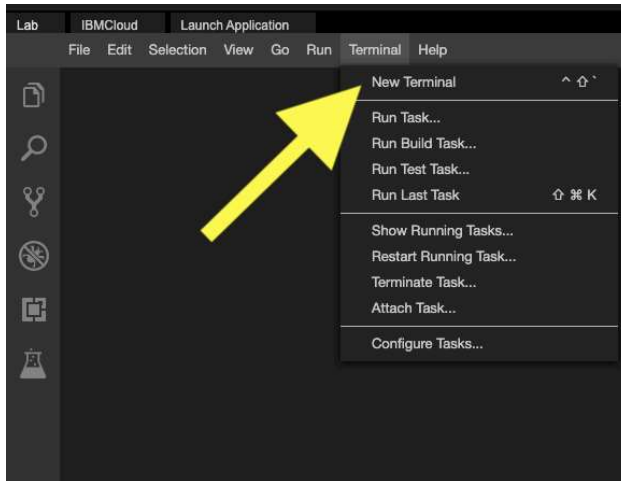 Lab IBMCloud Launch Application
File Edit Selection View Go Run Terminal Help
New Terminal ^ ⇧ `
Run Task...
Run Build Task...
Run Test Task...
Run Last Task ⇧ ⌘ K
Show Running Tasks...
Restart Running Task...
Terminate Task...
Attach Task...
Configure Tasks...